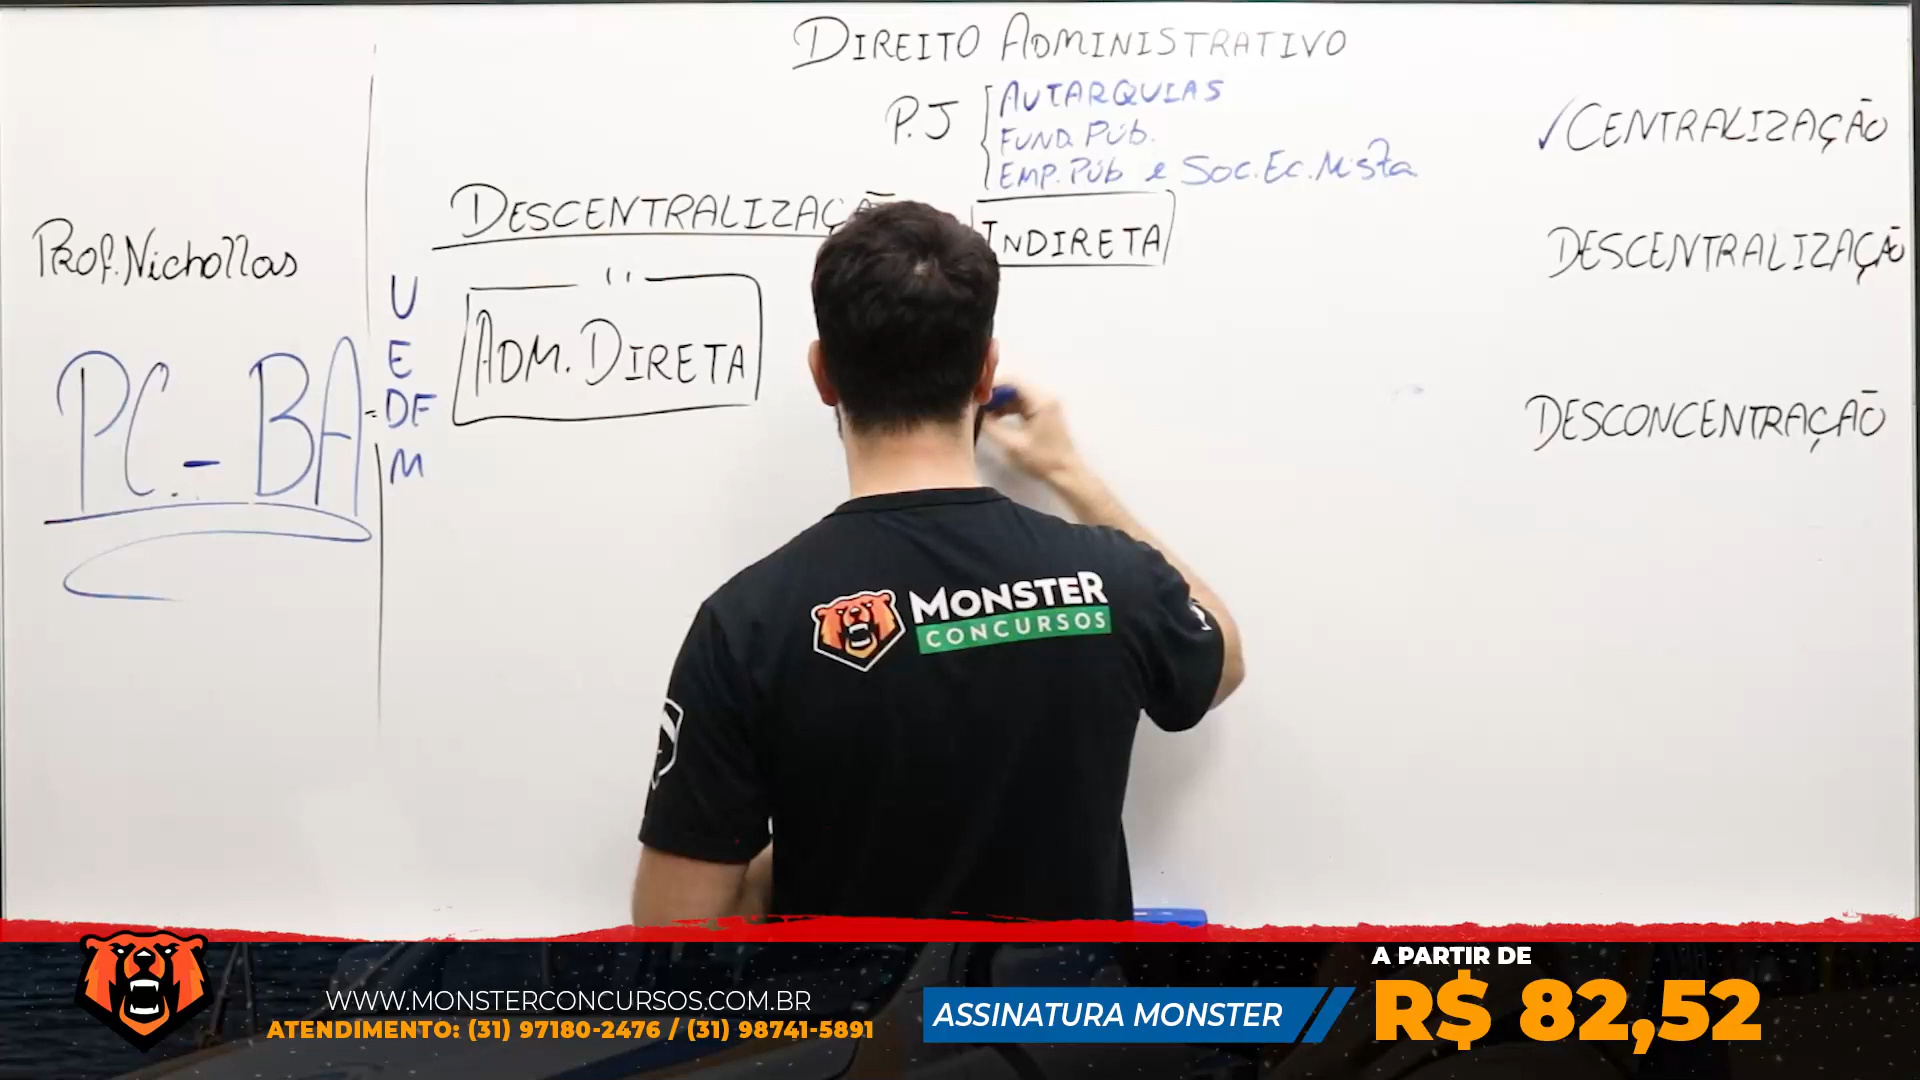 DIREITO ADMINISTRATIVO
P.J
AUTARQUIAS
FUND. PÚB.
EMP. PÚB e SOC. EC. MISTA
✓CENTRALIZAÇÃO
DESCENTRALIZAÇÃO
INDIRETA
DESCENTRALIZAÇÃO
Prof. Nichollas
PC-BA
U
E
DF
M
ADM. DIRETA
DESCONCENTRAÇÃO
MONSTER
CONCURSOS
WWW.MONSTERCONCURSOS.COM.BR
ATENDIMENTO: (31) 97180-2476 / (31) 98741-5891
ASSINATURA MONSTER
A PARTIR DE
R$ 82,52